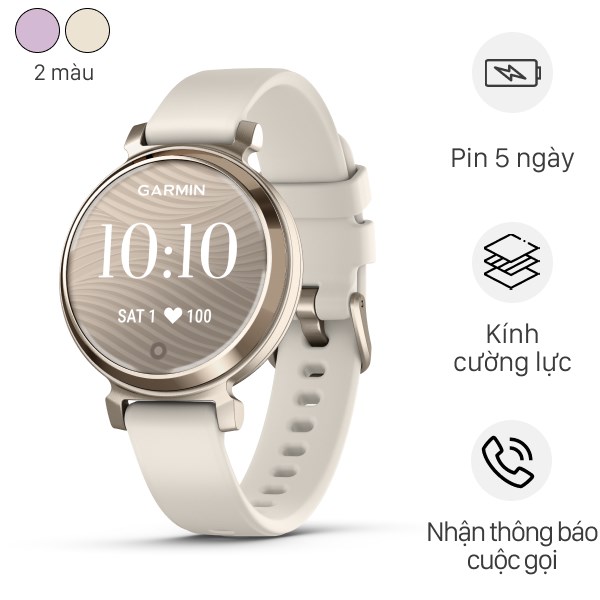 2 màu
GARMIN
10:10
SAT 1 ♥ 100
Pin 5 ngày
Kính
cường lực
Nhận thông báo
cuộc gọi